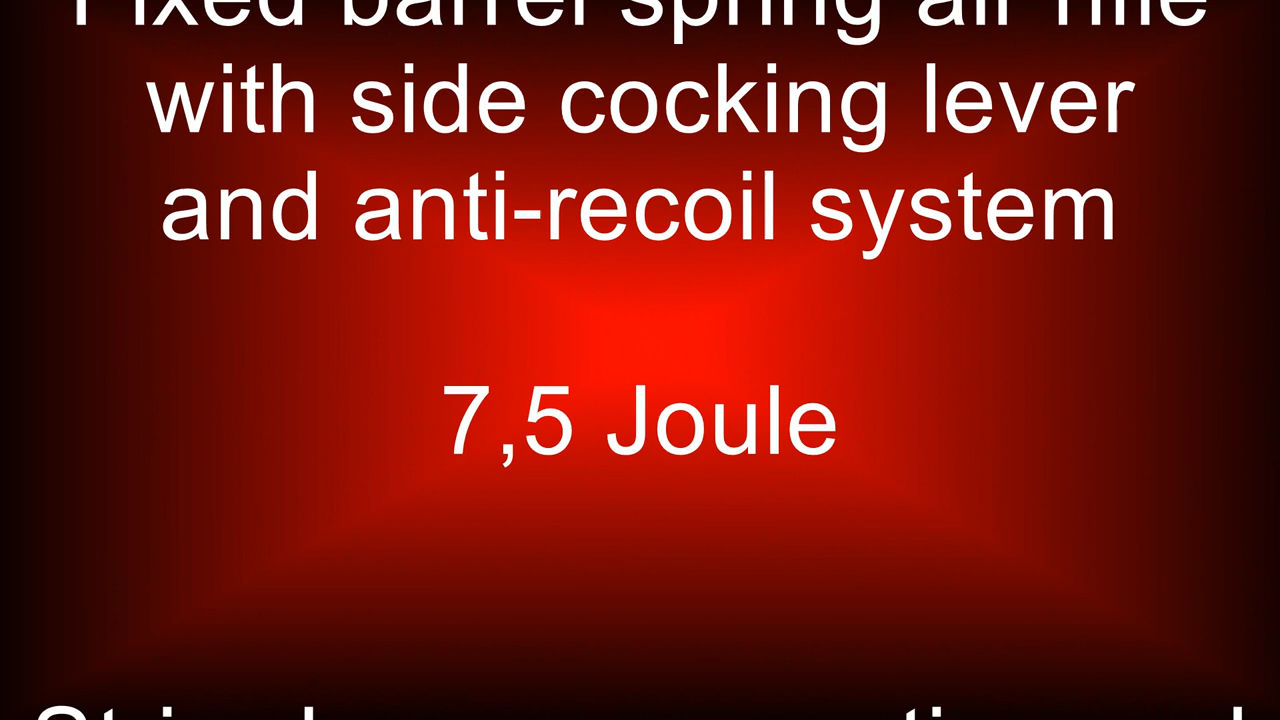 Fixed barrel spring air rifle
with side cocking lever
and anti-recoil system
7,5 Joule